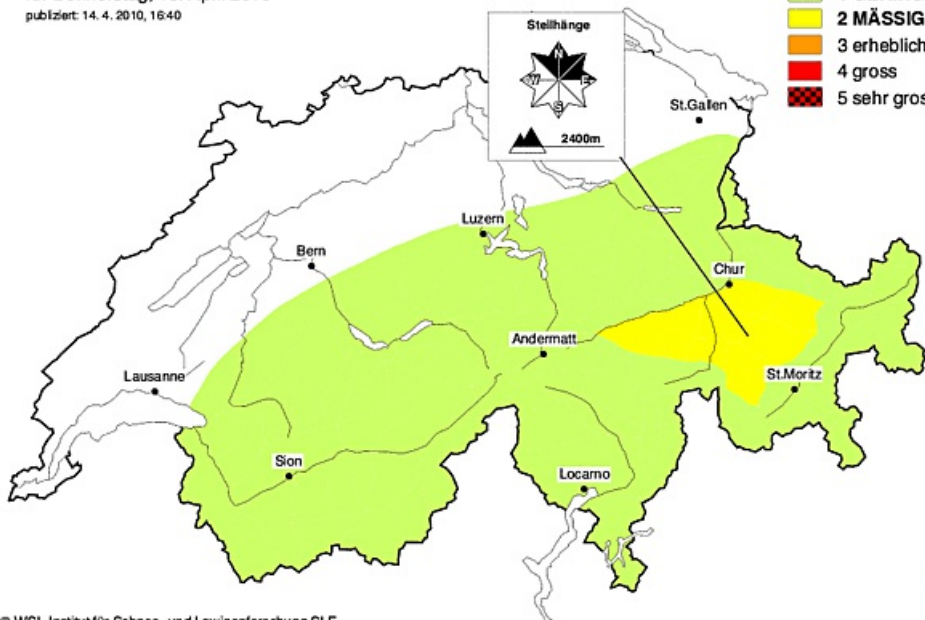 publiziert: 14. 4. 2010, 16:40
2 MÄSSIG
3 erheblich
4 gross
5 sehr gros
Steilhänge
N
W
E
S
2400m
St.Gallen
Luzern
Bern
Chur
Andermatt
St.Moritz
Lausanne
Sion
Locarno